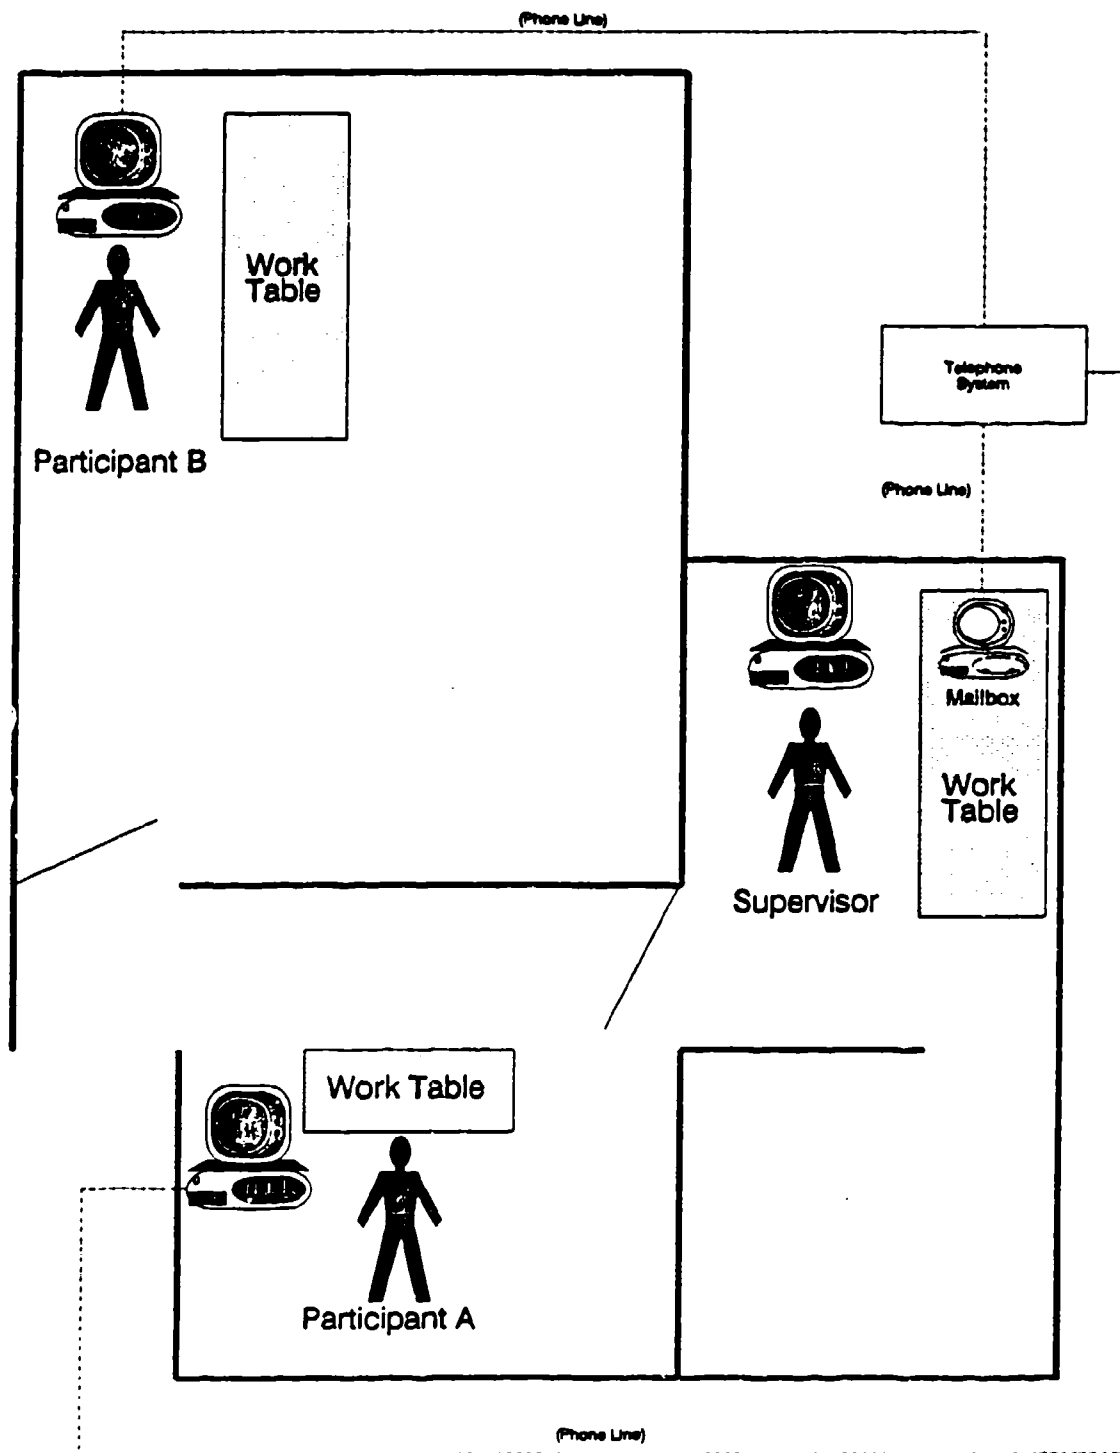 (Phone Line)
Work
Table
Participant B
Telephone
System
(Phone Line)
Mailbox
Work
Table
Supervisor
Work Table
Participant A
(Phone Line)